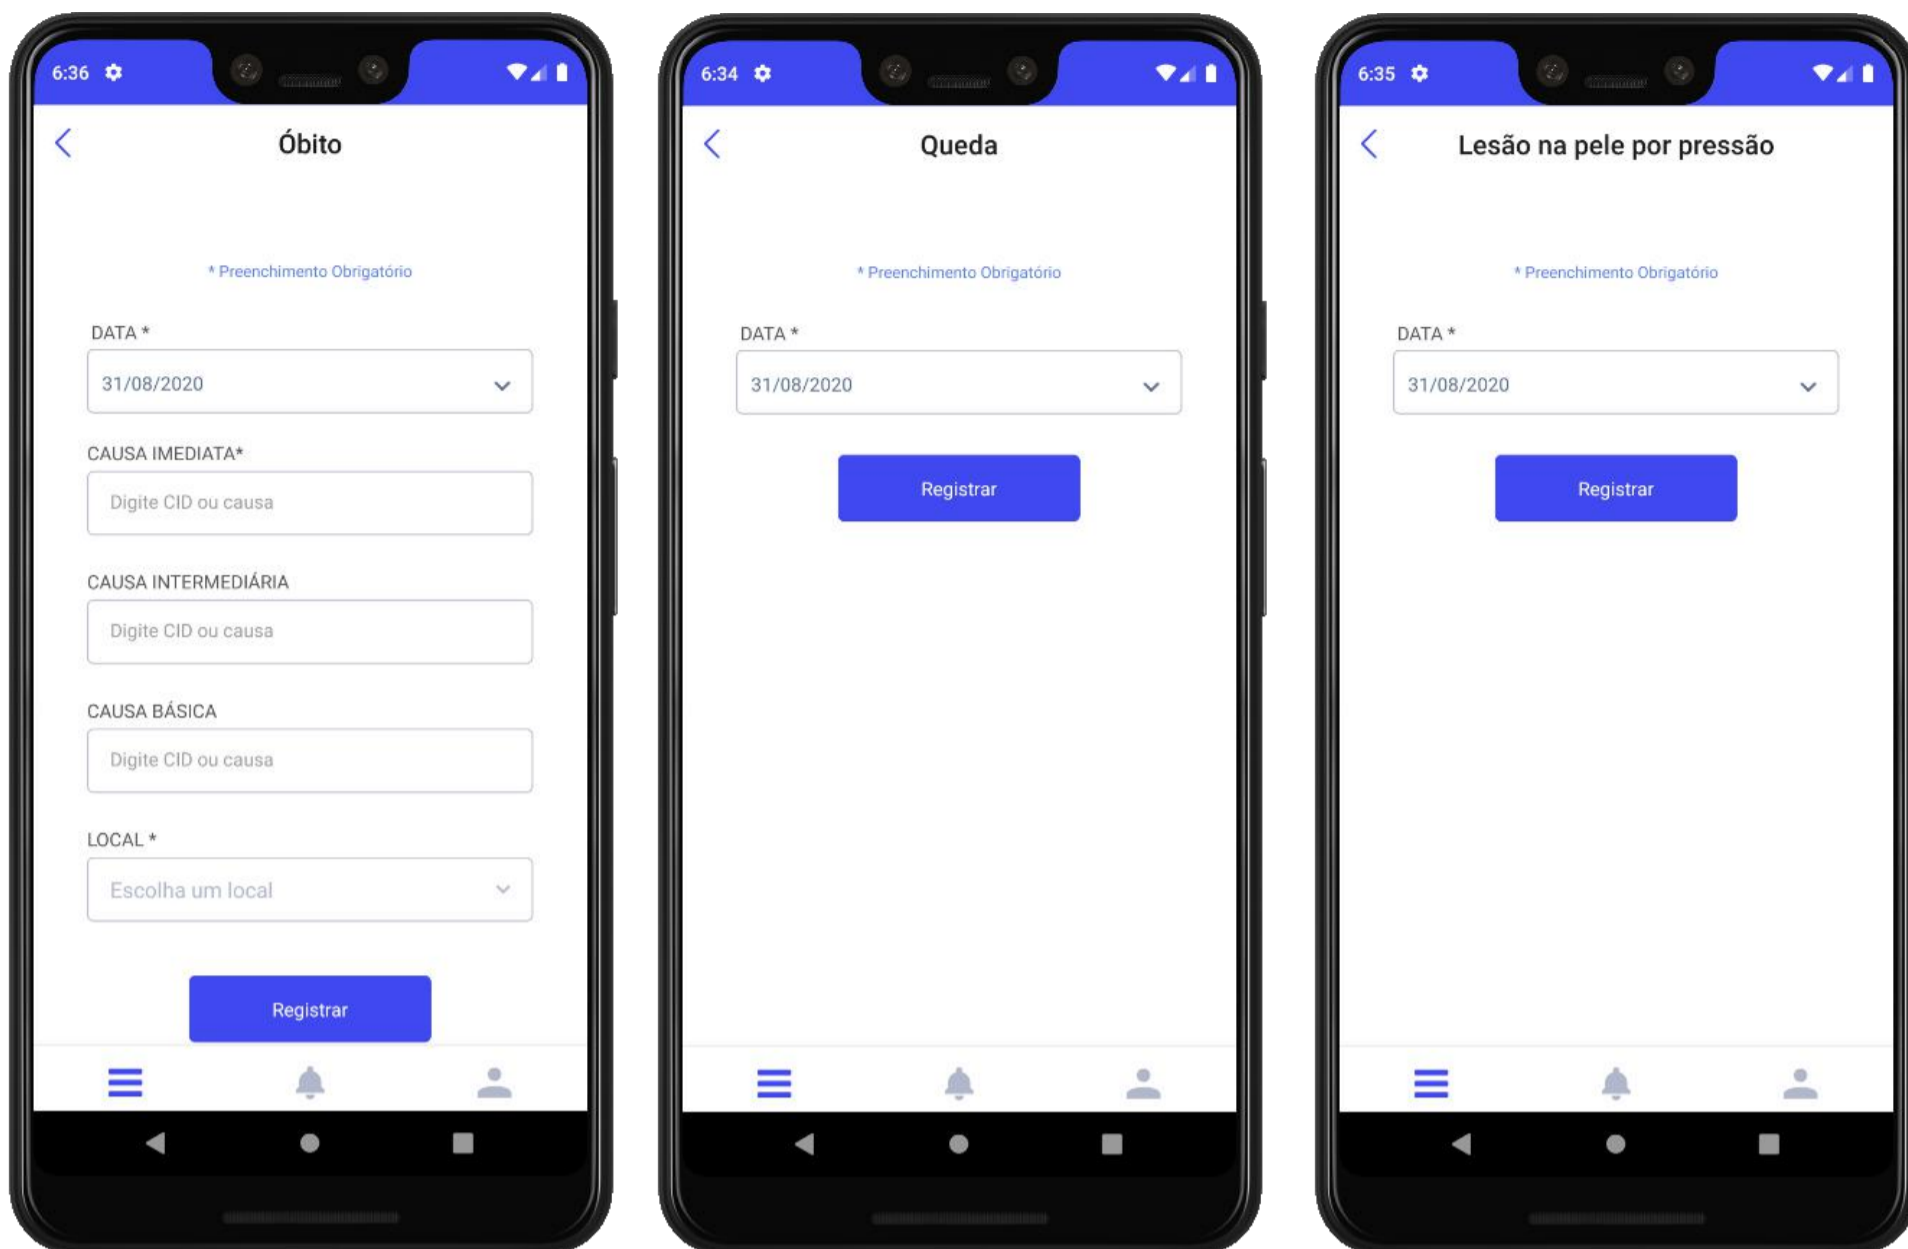 6:36
Óbito
* Preenchimento Obrigatório
DATA *
31/08/2020
CAUSA IMEDIATA*
Digite CID ou causa
CAUSA INTERMEDIÁRIA
Digite CID ou causa
CAUSA BÁSICA
Digite CID ou causa
LOCAL *
Escolha um local
Registrar
6:34
Queda
* Preenchimento Obrigatório
DATA *
31/08/2020
Registrar
6:35
Lesão na pele por pressão
* Preenchimento Obrigatório
DATA *
31/08/2020
Registrar